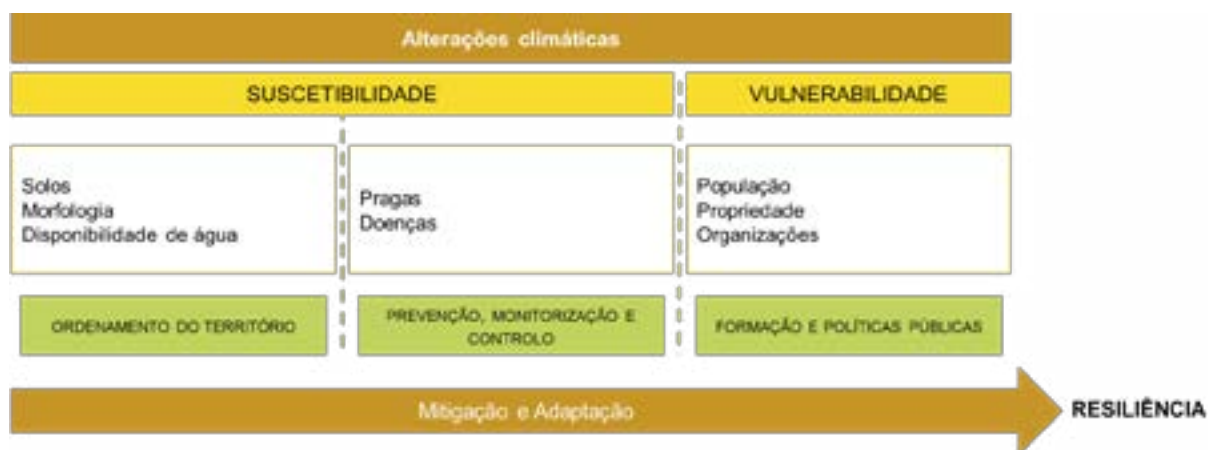 Alterações climáticas
SUSCETIBILIDADE
VULNERABILIDADE
Solos
Morfologia
Disponibilidade de água
Pragas
Doenças
População
Propriedade
Organizações
ORDENAMENTO DO TERRITÓRIO
PREVENÇÃO, MONITORIZAÇÃO E
CONTROLO
FORMAÇÃO E POLÍTICAS PÚBLICAS
Mitigação e Adaptação
RESILIÊNCIA